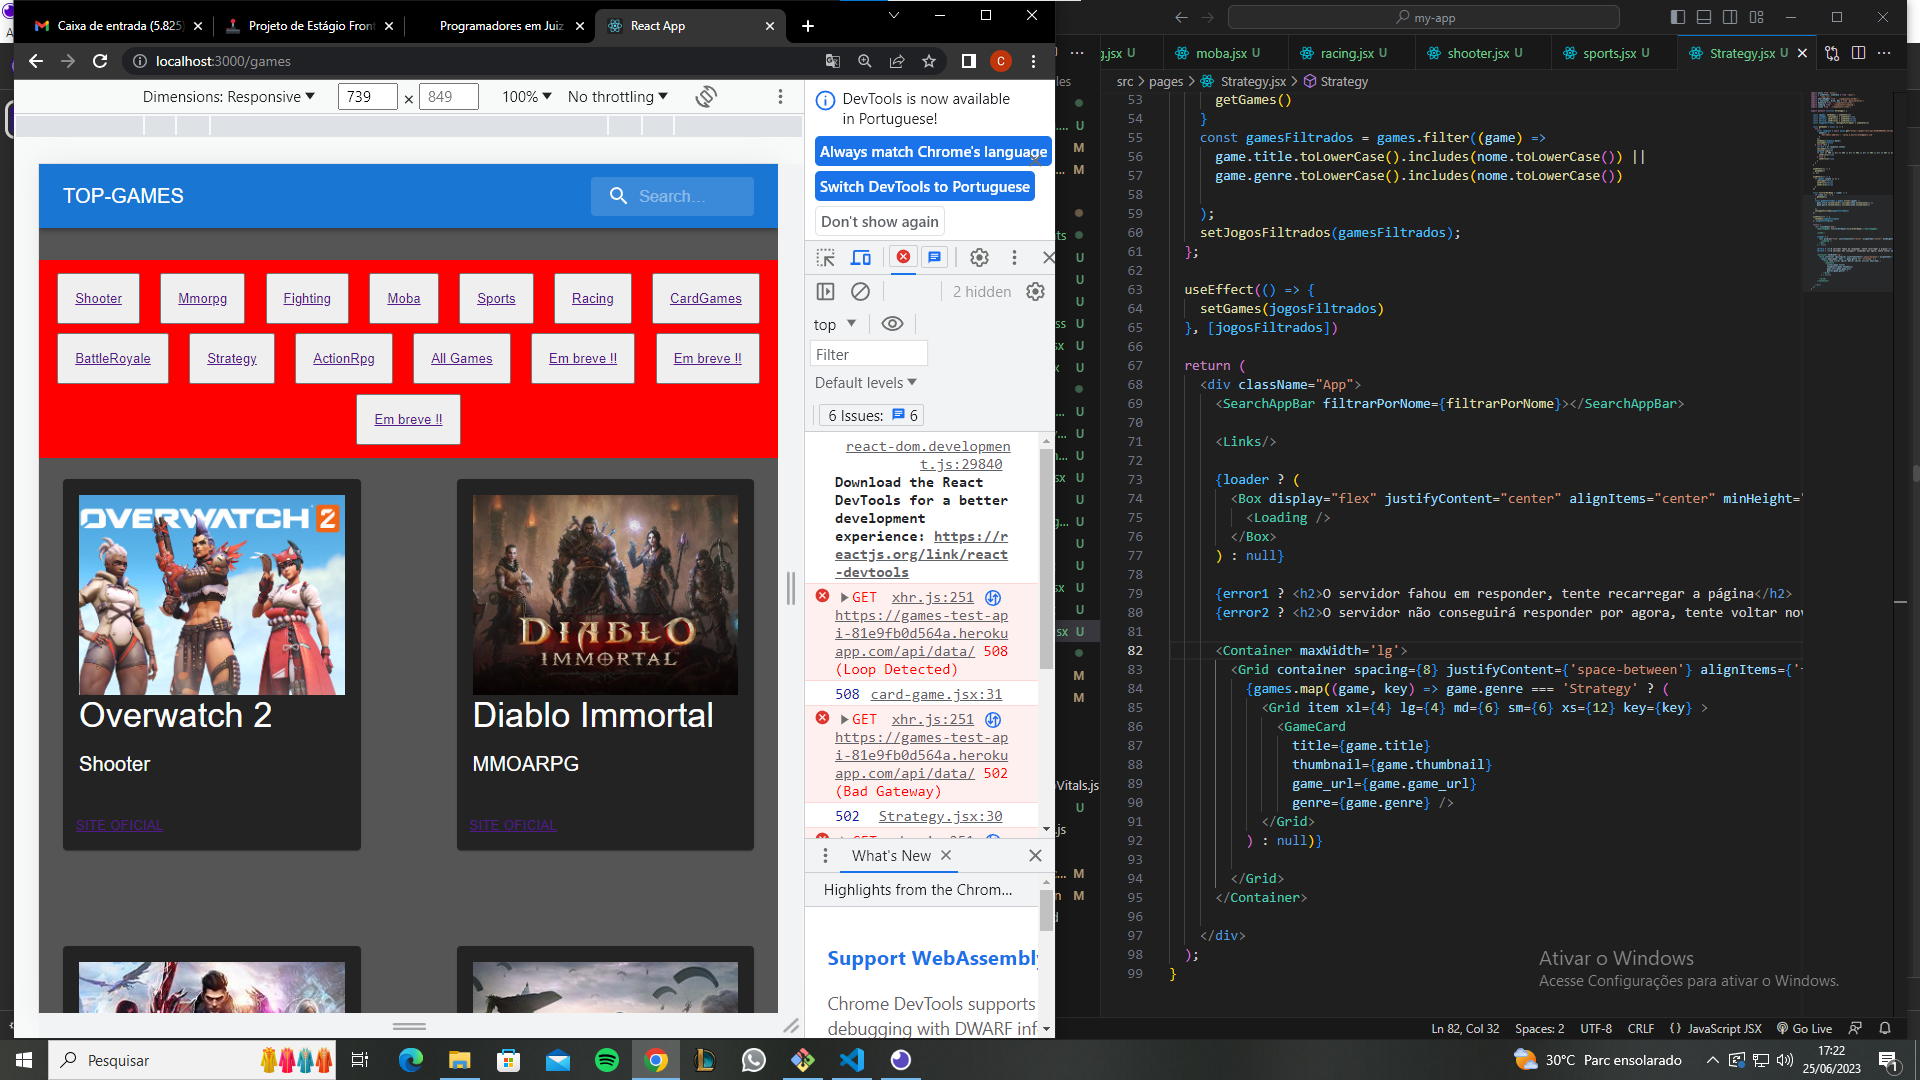 Caixa de entrada (5.825)
Projeto de Estágio Front
Programadores em Juiz
React App
localhost:3000/games
Dimensions: Responsive
739
×
849
100%
No throttling
TOP-GAMES
Search…
Shooter
Mmorpg
Fighting
Moba
Sports
Racing
CardGames
BattleRoyale
Strategy
ActionRpg
All Games
Em breve !!
Em breve !!
Em breve !!
OVERWATCH 2
Overwatch 2
Shooter
SITE OFICIAL
DIABLO
IMMORTAL
Diablo Immortal
MMOARPG
SITE OFICIAL
DevTools is now available
in Portuguese!
Always match Chrome's language
Switch DevTools to Portuguese
Don't show again
2 hidden
top
Filter
Default levels
6 Issues:
6
react-dom.developmen
t.js:29840
Download the React
DevTools for a better
development
experience: https://r
eactjs.org/link/react
-devtools
GET xhr.js:251
https://games-test-ap
i-81e9fb0d564a.heroku
app.com/api/data/ 508
(Loop Detected)
508 card-game.jsx:31
GET xhr.js:251
https://games-test-ap
i-81e9fb0d564a.heroku
app.com/api/data/ 502
(Bad Gateway)
502 Strategy.jsx:30
What's New
Highlights from the Chrom...
Support WebAssembly
Chrome DevTools supports
debugging with DWARF inf
my-app
g.jsx U
moba.jsx U
racing.jsx U
shooter.jsx U
sports.jsx U
Strategy.jsx U
src > pages > Strategy.jsx > Strategy
53 getGames()
54 }
55 const gamesFiltrados = games.filter((game) =>
56 game.title.toLowerCase().includes(nome.toLowerCase()) ||
57 game.genre.toLowerCase().includes(nome.toLowerCase())
58
59 );
60 setJogosFiltrados(gamesFiltrados);
61 };
62
63 useEffect(() => {
64 setGames(jogosFiltrados)
65 }, [jogosFiltrados])
66
67 return (
68 <div className="App">
69 <SearchAppBar filtrarPorNome={filtrarPorNome}></SearchAppBar>
70
71 <Links/>
72
73 {loader ? (
74 <Box display="flex" justifyContent="center" alignItems="center" minHeight="
75 <Loading />
76 </Box>
77 ) : null}
78
79 {error1 ? <h2>O servidor fahou em responder, tente recarregar a página</h2>
80 {error2 ? <h2>O servidor não conseguirá responder por agora, tente voltar nov
81
82 <Container maxWidth='lg'>
83 <Grid container spacing={8} justifyContent={'space-between'} alignItems={'
84 {games.map((game, key) => game.genre === 'Strategy' ? (
85 <Grid item xl={4} lg={4} md={6} sm={6} xs={12} key={key} >
86 <GameCard
87 title={game.title}
88 thumbnail={game.thumbnail}
89 game_url={game.game_url}
90 genre={game.genre} />
91 </Grid>
92 ) : null)}
93
94 </Grid>
95 </Container>
96
97 </div>
98 );
99 }
Ativar o Windows
Acesse Configurações para ativar o Windows.
Ln 82, Col 32
Spaces: 2
UTF-8
CRLF
{} JavaScript JSX
Go Live
Pesquisar
30°C Parc ensolarado
17:22
25/06/2023
1